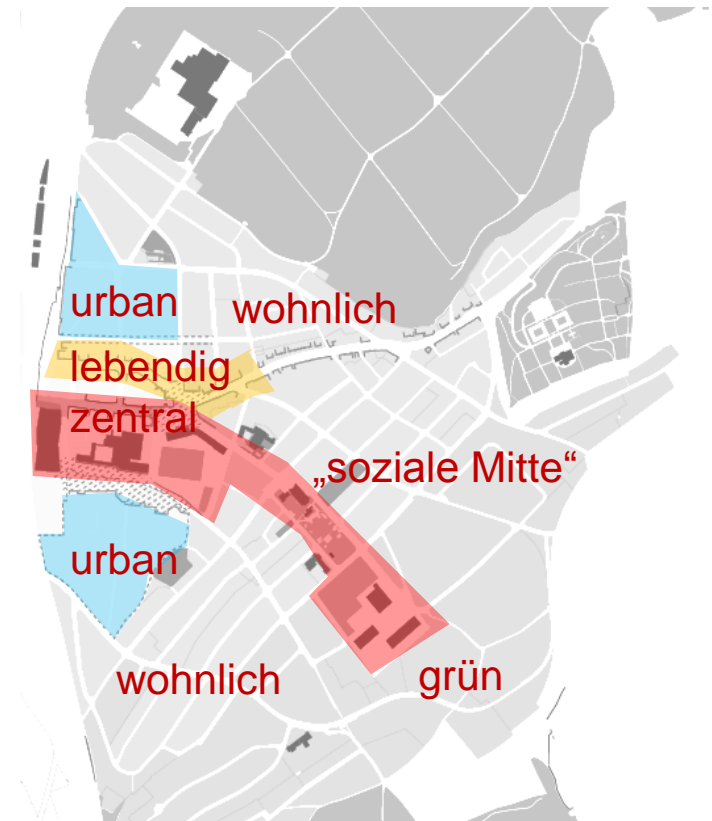 urban
wohnlich
lebendig
zentral
„soziale Mitte“
urban
wohnlich
grün